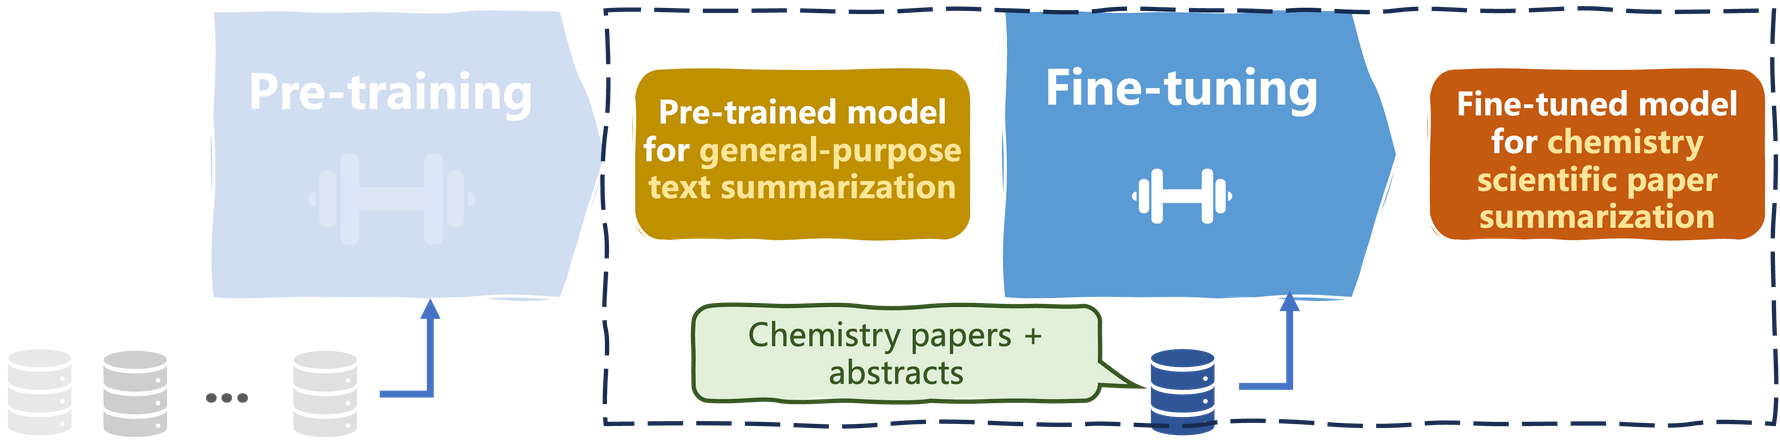 Pre-training
Pre-trained model
for general-purpose
text summarization
Fine-tuning
Fine-tuned model
for chemistry
scientific paper
summarization
Chemistry papers +
abstracts